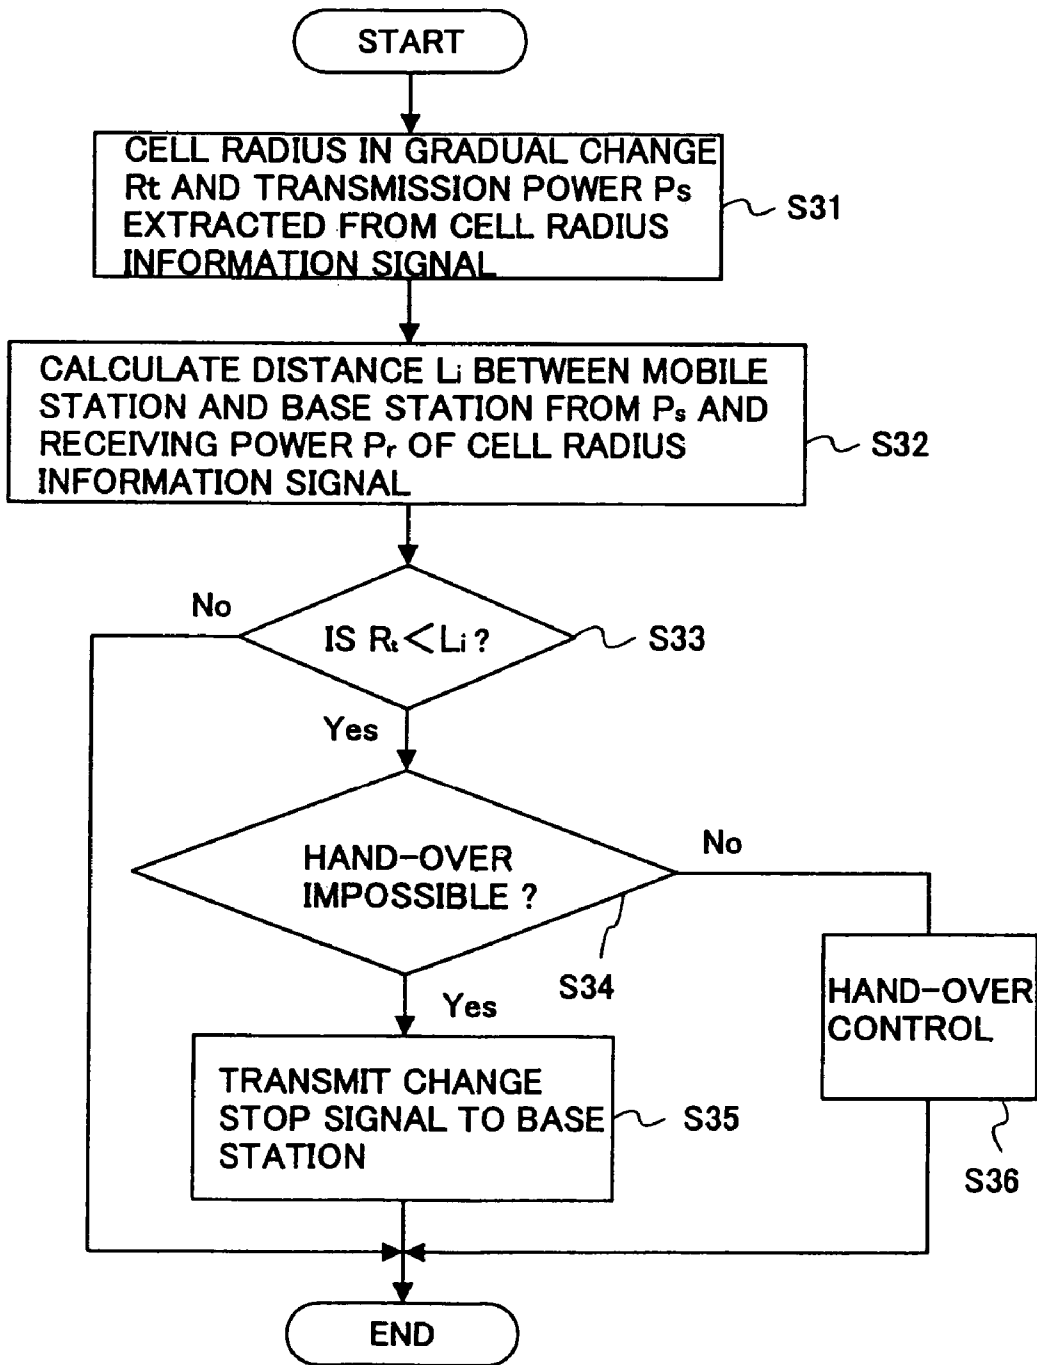 START
CELL RADIUS IN GRADUAL CHANGE
Rt AND TRANSMISSION POWER Ps
EXTRACTED FROM CELL RADIUS
INFORMATION SIGNAL
S31
CALCULATE DISTANCE Li BETWEEN MOBILE
STATION AND BASE STATION FROM Ps AND
RECEIVING POWER Pr OF CELL RADIUS
INFORMATION SIGNAL
S32
No
IS Rt<Li?
S33
Yes
HAND-OVER
IMPOSSIBLE ?
No
S34
Yes
HAND-OVER
CONTROL
S36
TRANSMIT CHANGE
STOP SIGNAL TO BASE
STATION
S35
END